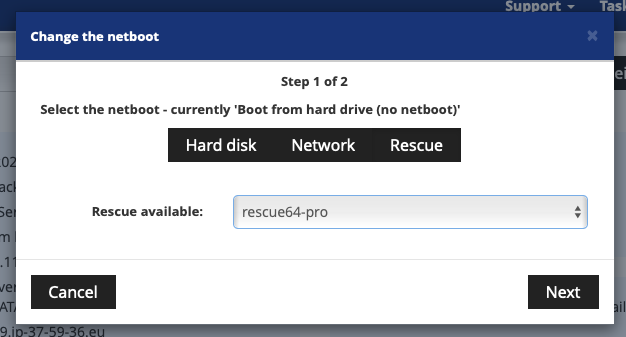 Support
Task
Change the netboot ×
Step 1 of 2
Select the netboot - currently 'Boot from hard drive (no netboot)'
Hard disk Network Rescue
Rescue available: rescue64-pro
Cancel Next
9.ip-37-59-36.eu